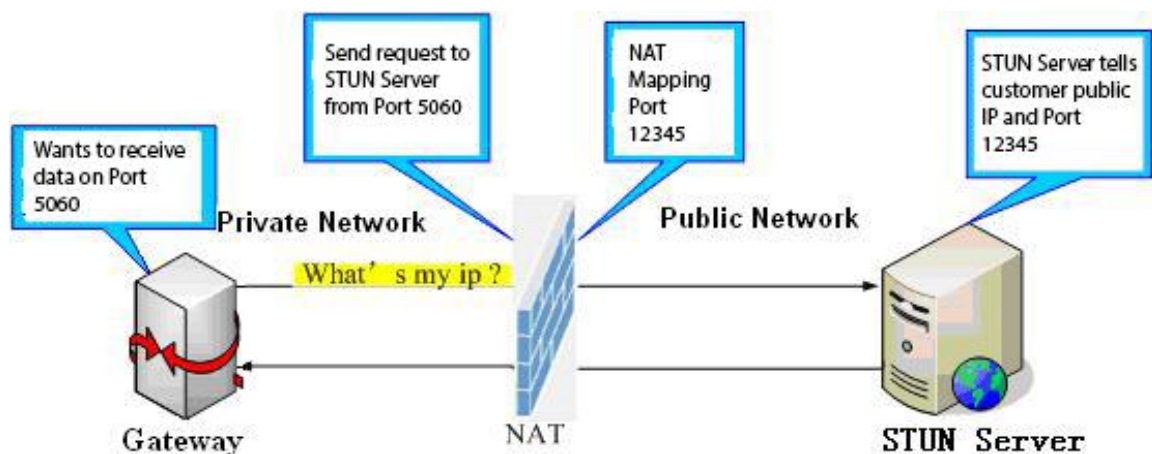 Send request to
STUN Server
from Port 5060
NAT
Mapping
Port
12345
STUN Server tells
customer public
IP and Port
12345
Wants to receive
data on Port
5060
Private Network
Public Network
What's my ip ?
Gateway
NAT
STUN Server